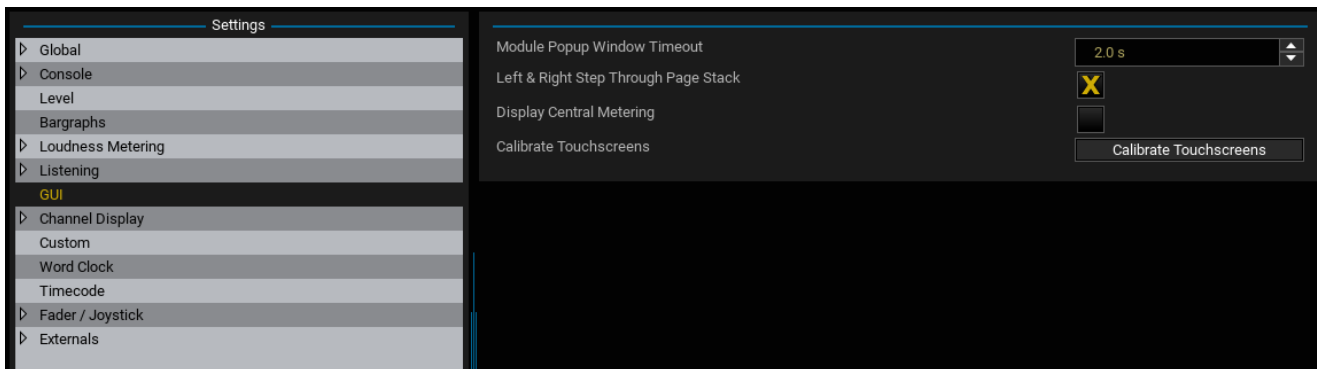 Settings
Global
Console
Level
Bargraphs
Loudness Metering
Listening
GUI
Channel Display
Custom
Word Clock
Timecode
Fader / Joystick
Externals
Module Popup Window Timeout
2.0 s
Left & Right Step Through Page Stack
X
Display Central Metering
Calibrate Touchscreens
Calibrate Touchscreens